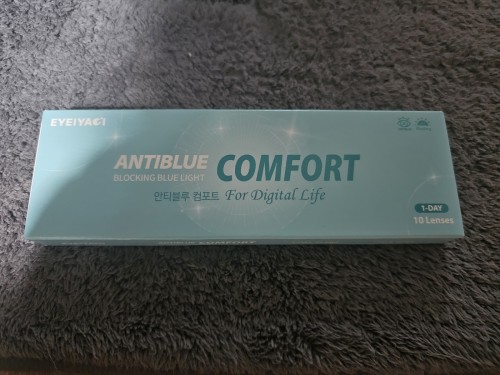 EYEIYAGI
ANTIBLUE COMFORT
BLOCKING BLUE LIGHT
안티블루 컴포트 For Digital Life
1-DAY
10 Lenses
COMFORT